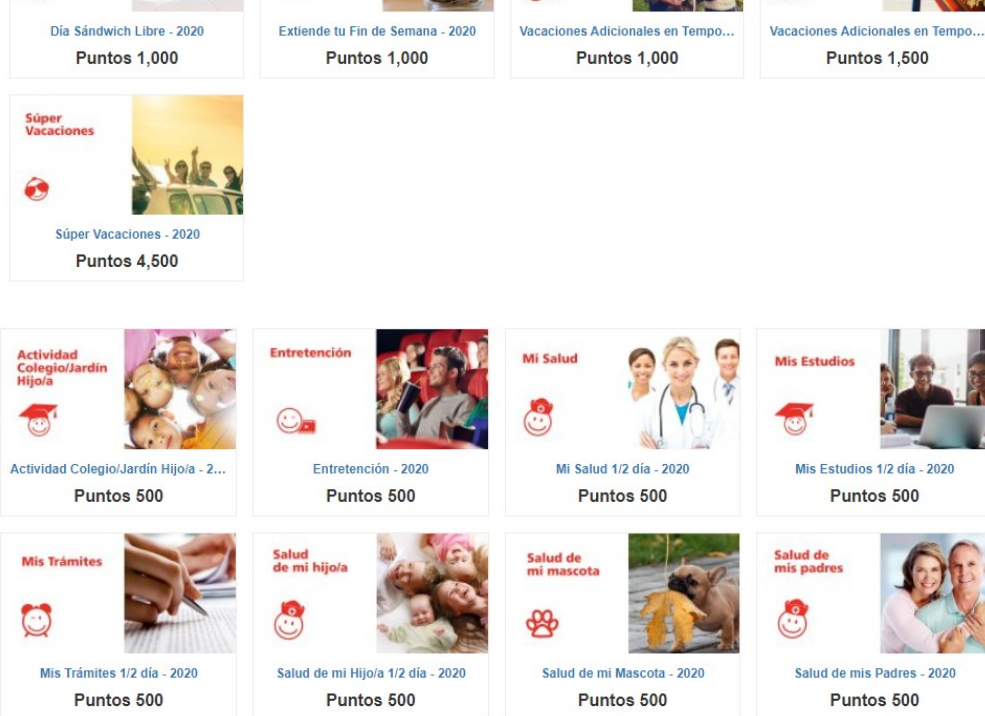 Día Sándwich Libre - 2020
Puntos 1,000
Extiende tu Fin de Semana - 2020
Puntos 1,000
Vacaciones Adicionales en Tempo...
Puntos 1,000
Vacaciones Adicionales en Tempo...
Puntos 1,500
Súper
Vacaciones
Súper Vacaciones - 2020
Puntos 4,500
Actividad
Colegio/Jardín
Hijo/a
Actividad Colegio/Jardín Hijo/a - 2...
Puntos 500
Entretención
Entretención - 2020
Puntos 500
Mi Salud
Mi Salud 1/2 día - 2020
Puntos 500
Mis Estudios
Mis Estudios 1/2 día - 2020
Puntos 500
Mis Trámites
Mis Trámites 1/2 día - 2020
Puntos 500
Salud
de mi hijo/a
Salud de mi Hijo/a 1/2 día - 2020
Puntos 500
Salud de
mi mascota
Salud de mi Mascota - 2020
Puntos 500
Salud de
mis padres
Salud de mis Padres - 2020
Puntos 500